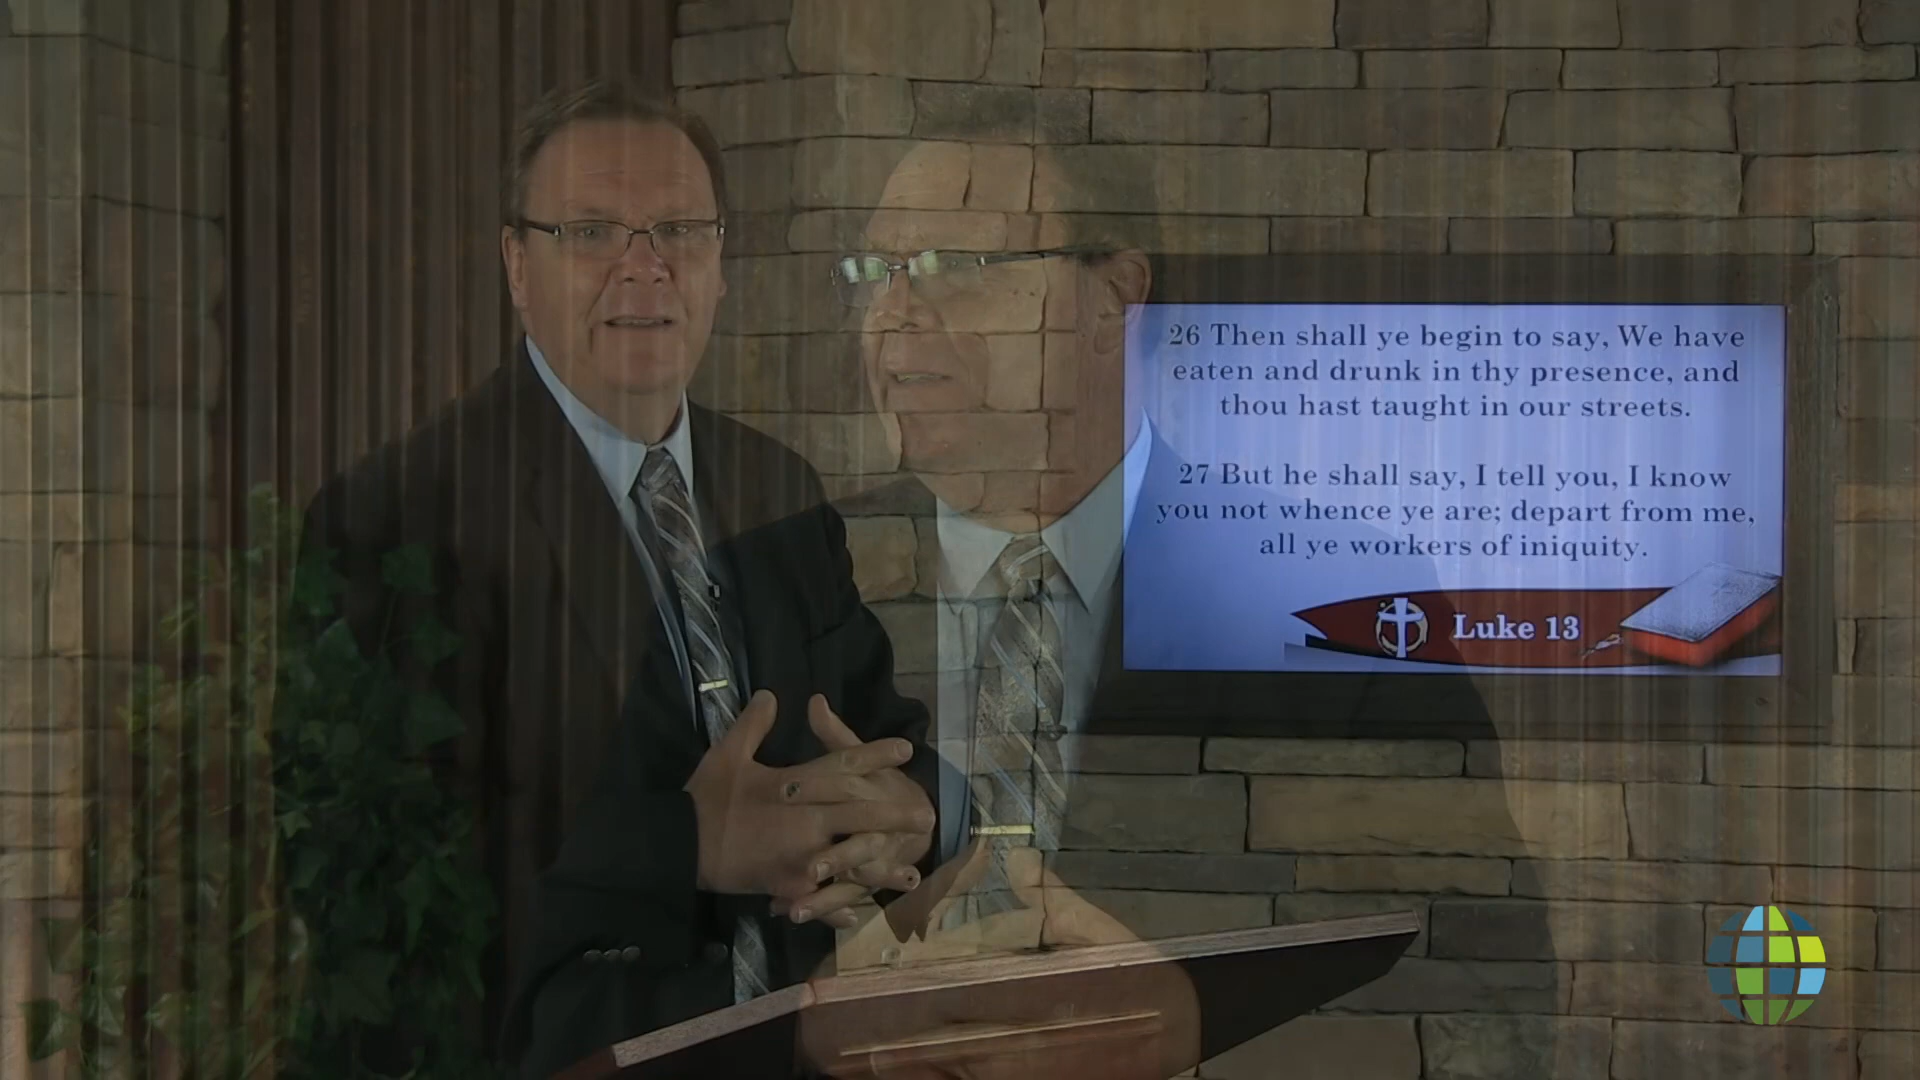 26 Then shall ye begin to say, We have
eaten and drunk in thy presence, and
thou hast taught in our streets.
27 But he shall say, I tell you, I know
you not whence ye are; depart from me,
all ye workers of iniquity.
Luke 13